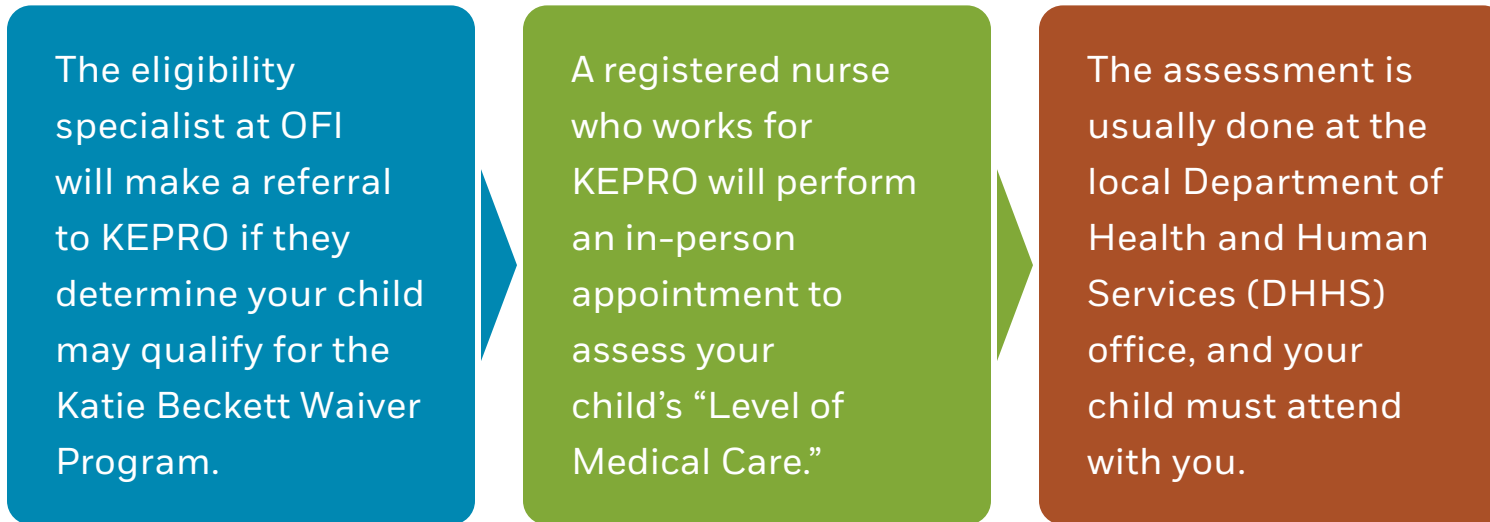 The eligibility
specialist at OFI
will make a referral
to KEPRO if they
determine your child
may qualify for the
Katie Beckett Waiver
Program.
A registered nurse
who works for
KEPRO will perform
an in-person
appointment to
assess your
child’s “Level of
Medical Care.”
The assessment is
usually done at the
local Department of
Health and Human
Services (DHHS)
office, and your
child must attend
with you.